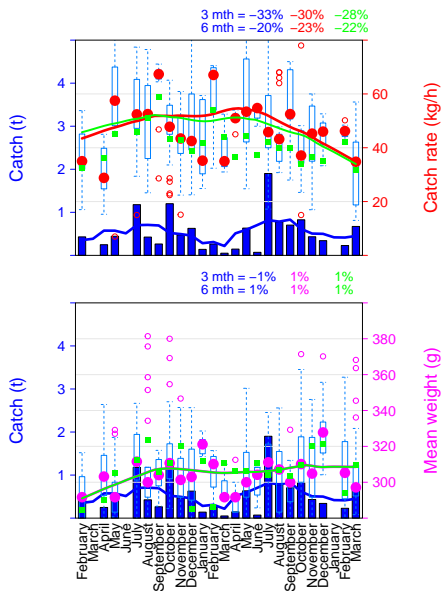 3 mth = −33% −30% −28%
6 mth = −20% −23% −22%
4
3
2
1
Catch (t)
60
40
20
Catch rate (kg/h)
3 mth = −1% 1% 1%
6 mth = 1% 1% 1%
4
3
2
1
Catch (t)
380
360
340
320
300
Mean weight (g)
February
March
April
May
June
July
August
September
October
November
December
January
February
March
April
May
June
July
August
September
October
November
December
January
February
March